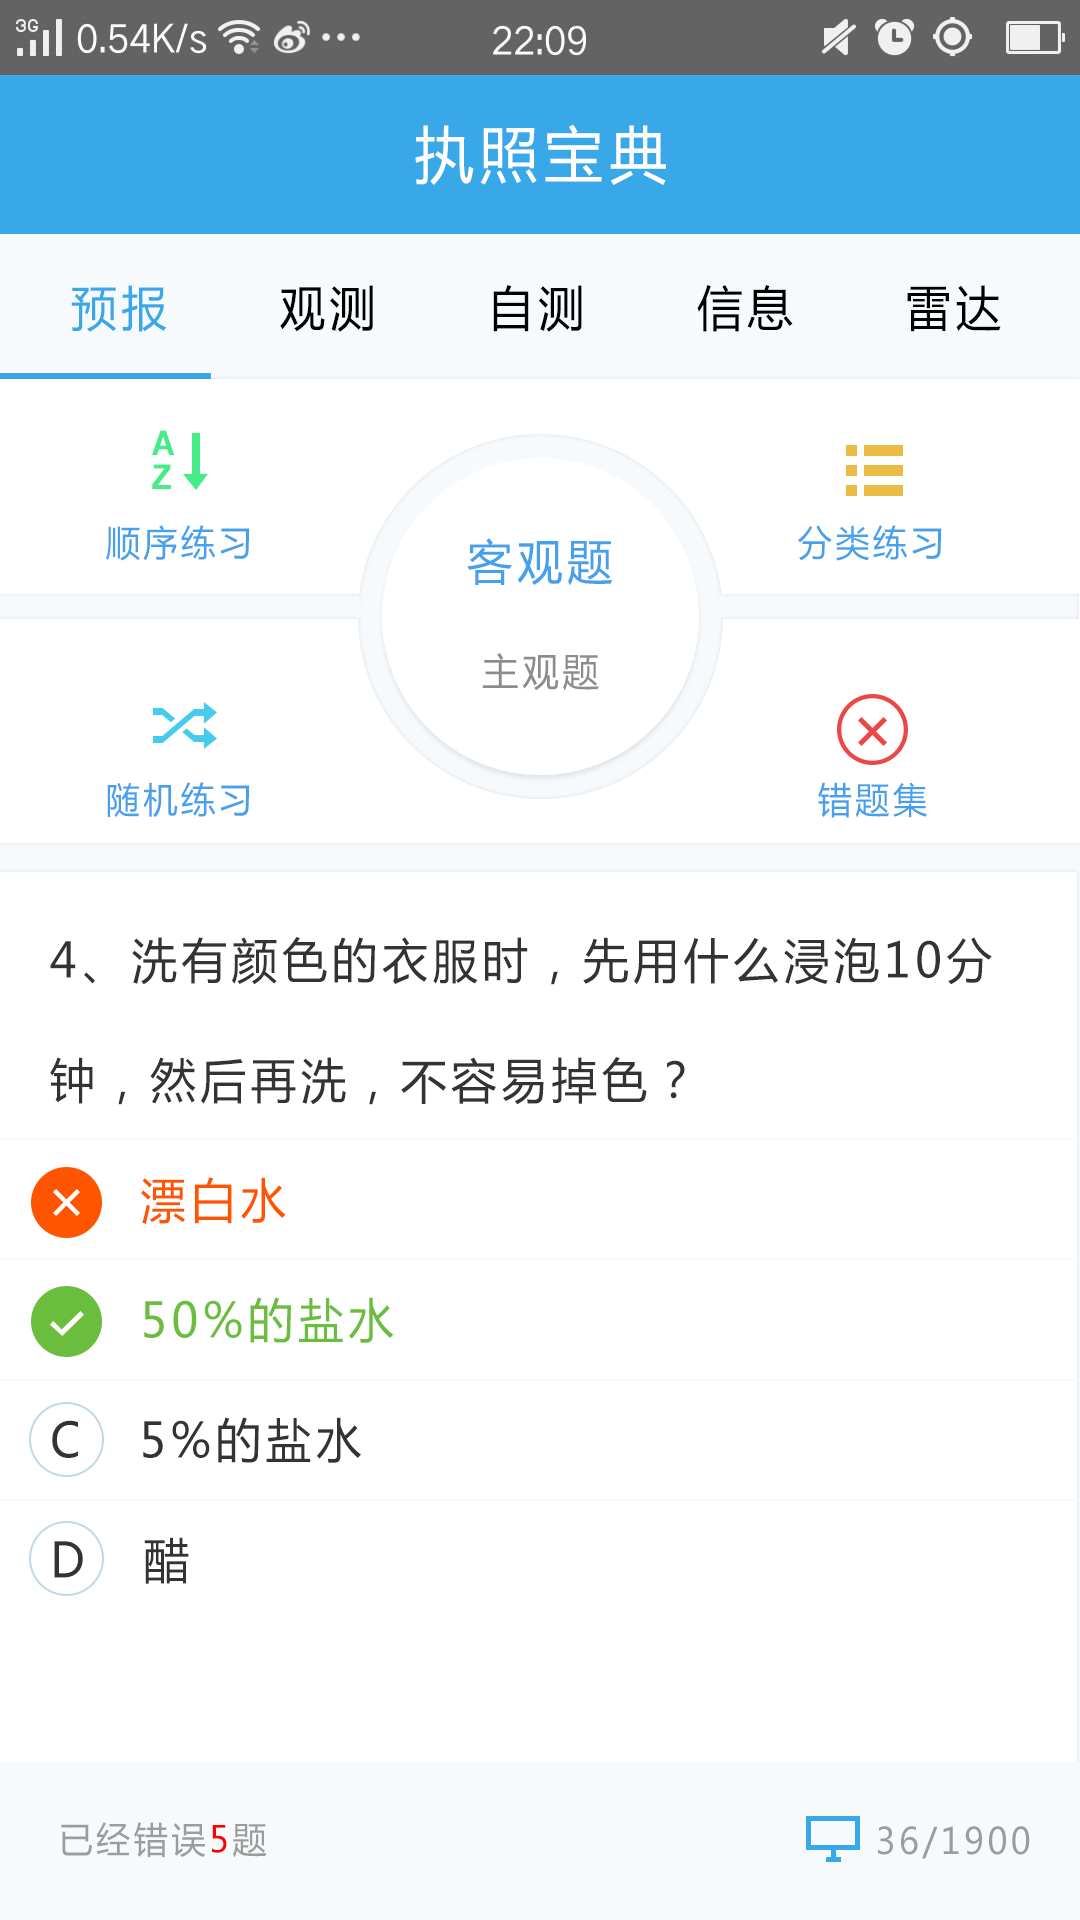 3G 0.54K/s 22:09
执照宝典
预报 观测 自测 信息 雷达
A
Z
顺序练习
客观题
分类练习
主观题
随机练习
错题集
4、洗有颜色的衣服时，先用什么浸泡10分
钟，然后再洗，不容易掉色？
漂白水
50%的盐水
C 5%的盐水
D 醋
已经错误5题 36/1900